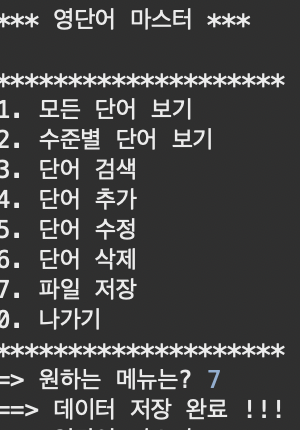 *** 영단어 마스터 ***
********************
1. 모든 단어 보기
2. 수준별 단어 보기
3. 단어 검색
4. 단어 추가
5. 단어 수정
6. 단어 삭제
7. 파일 저장
0. 나가기
********************
=> 원하는 메뉴는? 7
==> 데이터 저장 완료 !!!